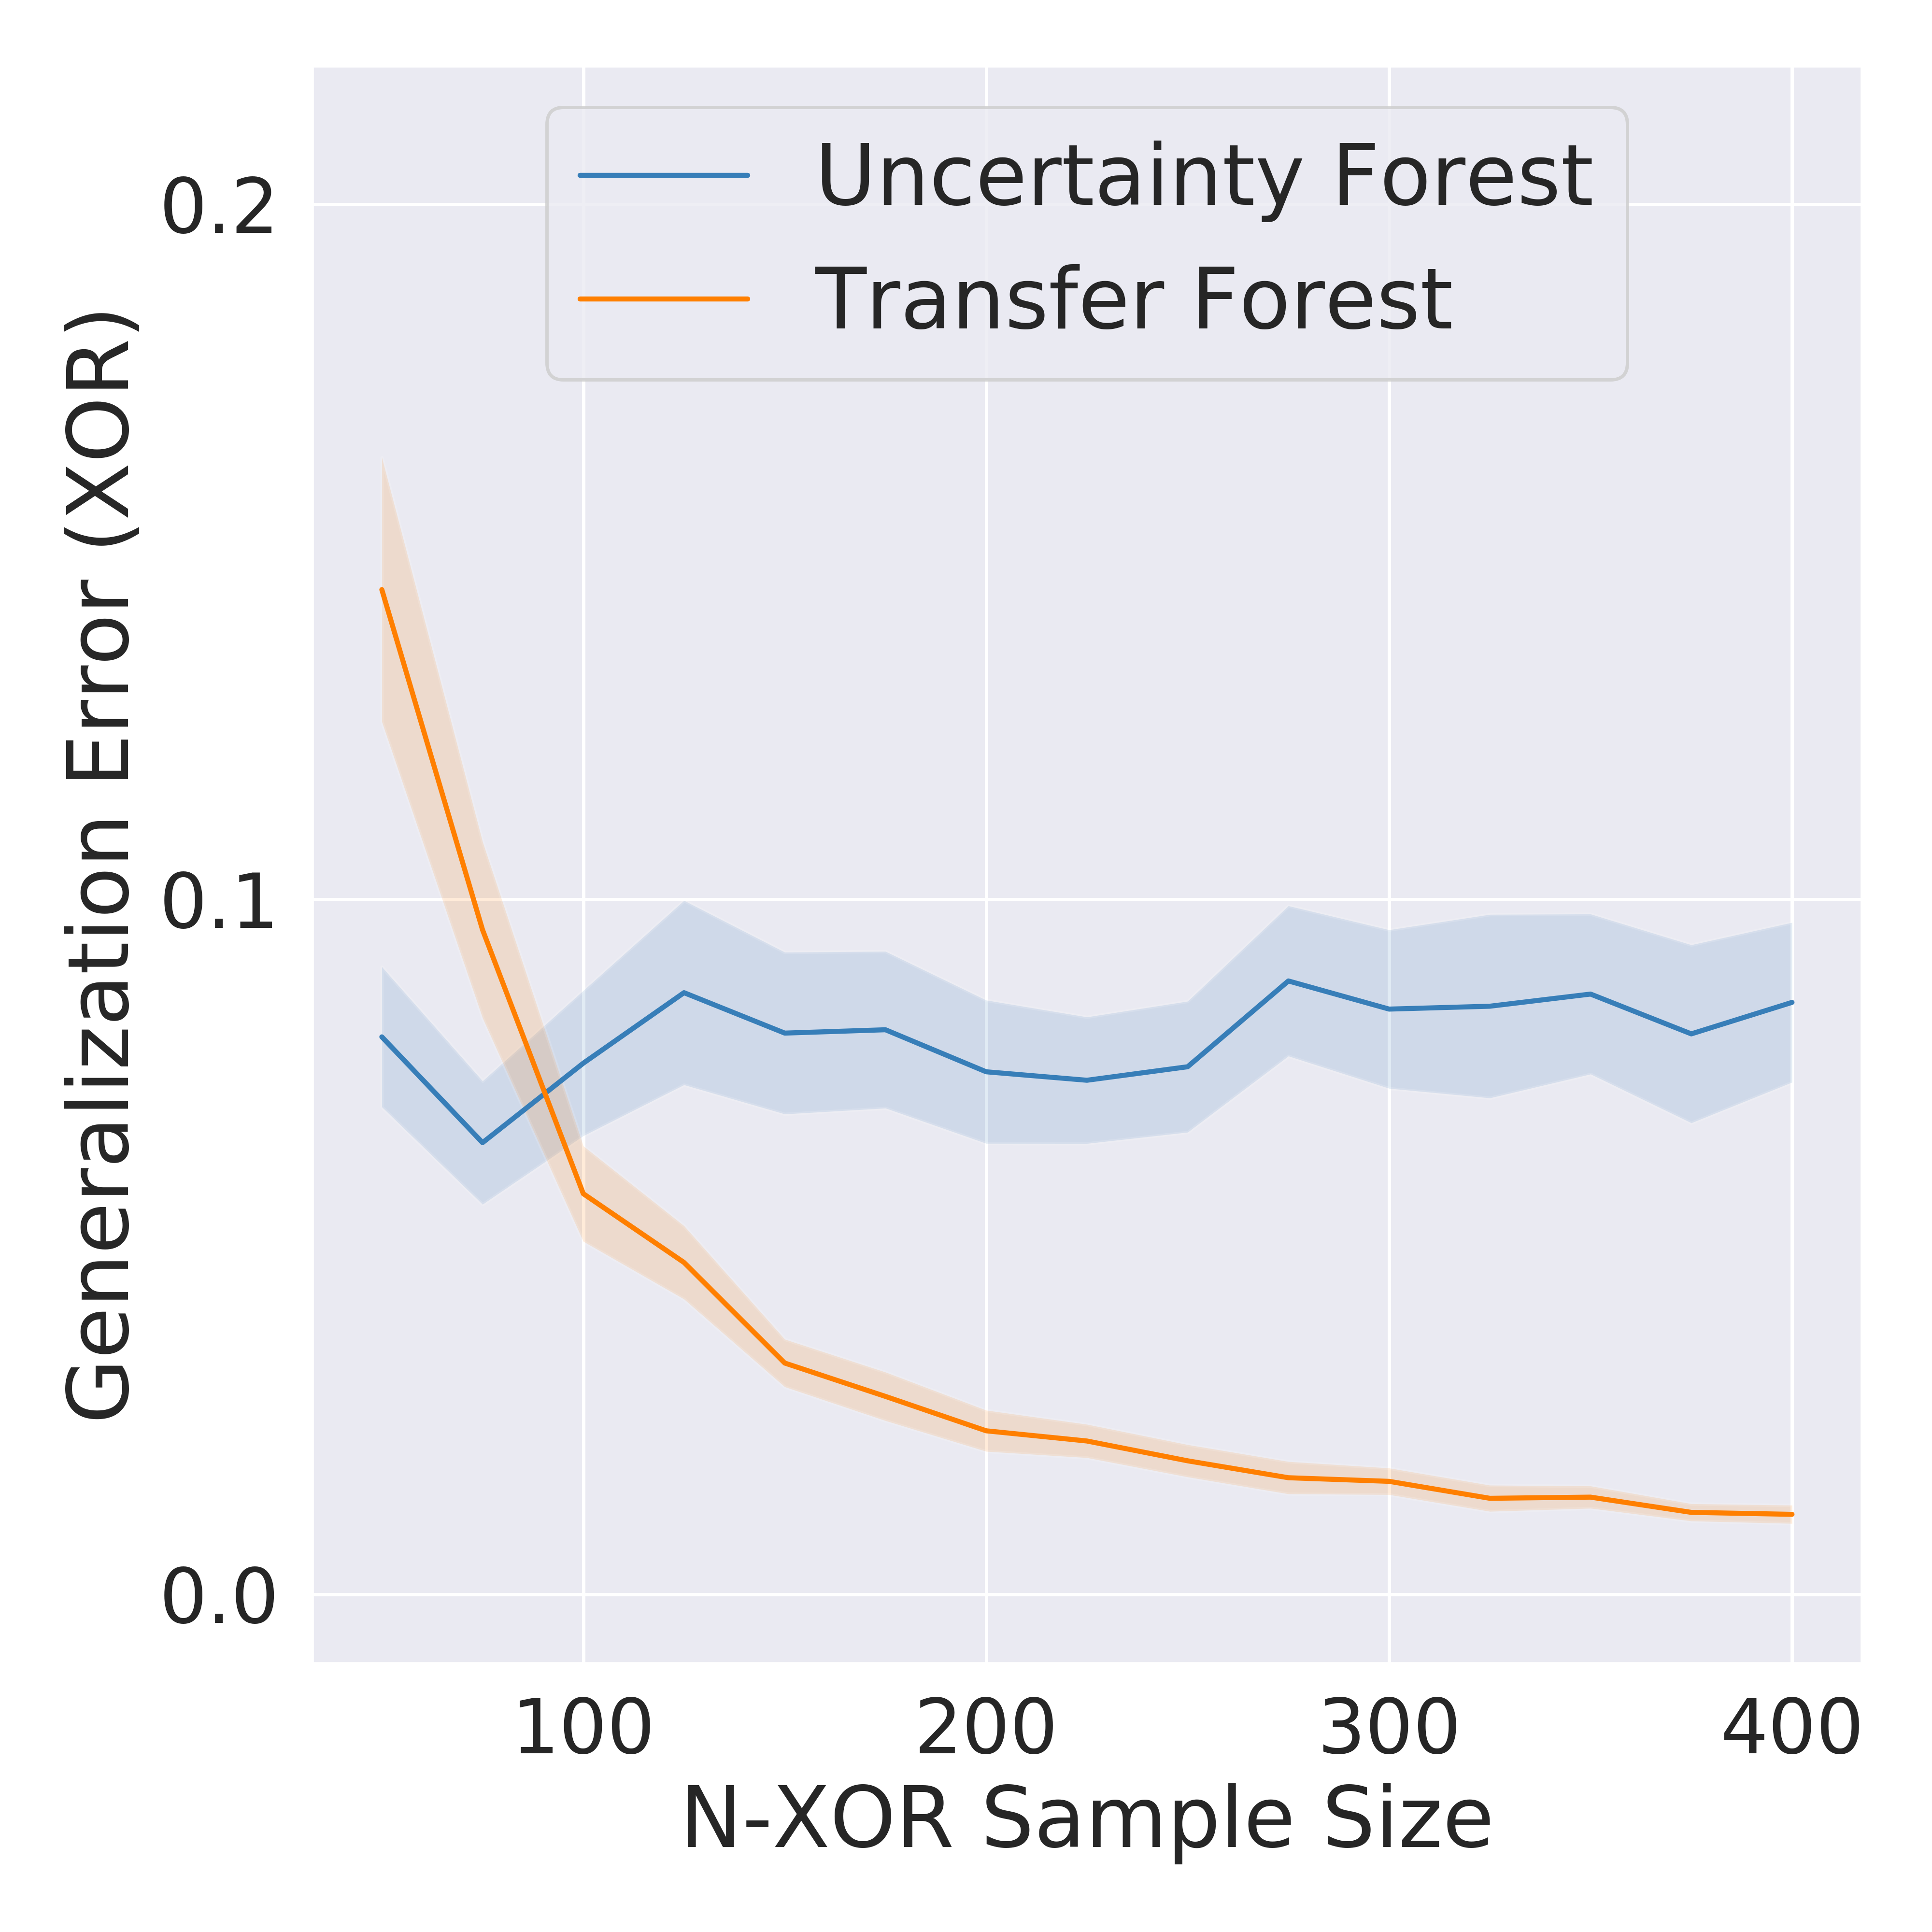 Uncertainty Forest
Transfer Forest
Generalization Error (XOR)
0.2
0.1
0.0
100 200 300 400
N-XOR Sample Size